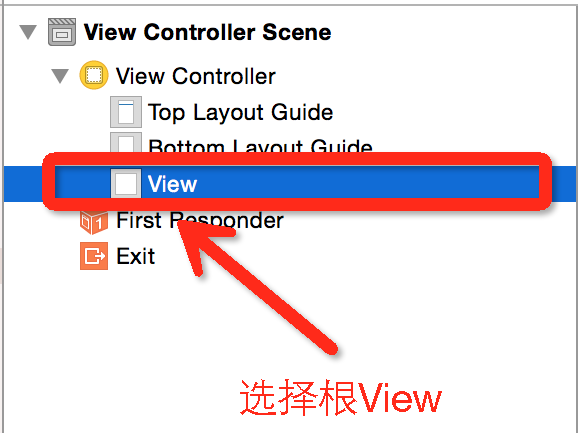 View Controller Scene
View Controller
Top Layout Guide
Bottom Layout Guide
View
First Responder
Exit
选择根View